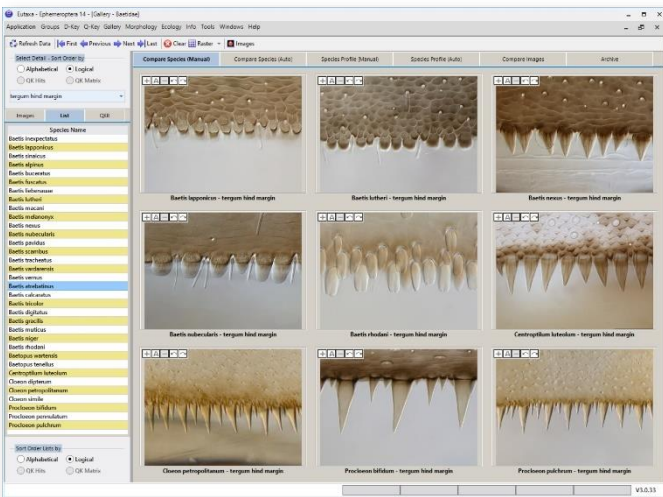 Eutaxa - Ephemeroptera 14 - [Gallery - Baetidae]
Application Groups D-Key Q-Key Gallery Morphology Ecology Info Tools Windows Help
Refresh Data First Previous Next Last Clear Raster Images
Select Detail - Sort Order by
Alphabetical Logical
QK Hits QK Matrix
tergum hind margin
Images List QMI
Compare Species (Manual) Compare Species (Auto) Species Profile (Manual) Species Profile (Auto) Compare Images Archive
Species Name
Baetis inexpectatus
Baetis lapponicus
Baetis sinaicus
Baetis alpinus
Baetis buceratus
Baetis fuscatus
Baetis liebenauae
Baetis lutheri
Baetis macani
Baetis melanonyx
Baetis nexus
Baetis nubecularis
Baetis pavidus
Baetis scambus
Baetis tracheatus
Baetis vardarensis
Baetis vernus
Baetis atrebatinus
Baetis calcaratus
Baetis tricolor
Baetis digitatus
Baetis gracilis
Baetis muticus
Baetis niger
Baetis rhodani
Baetopus wartensis
Baetopus tenellus
Centroptilum luteolum
Cloeon dipterum
Cloeon petropolitanum
Cloeon simile
Procloeon bifidum
Procloeon pennulatum
Procloeon pulchrum
Sort Order Lists by
Alphabetical Logical
QK Hits QK Matrix
Baetis lapponicus - tergum hind margin
Baetis lutheri - tergum hind margin
Baetis nexus - tergum hind margin
Baetis nubecularis - tergum hind margin
Baetis rhodani - tergum hind margin
Centroptilum luteolum - tergum hind margin
Cloeon petropolitanum - tergum hind margin
Procloeon bifidum - tergum hind margin
Procloeon pulchrum - tergum hind margin
V3.0.33